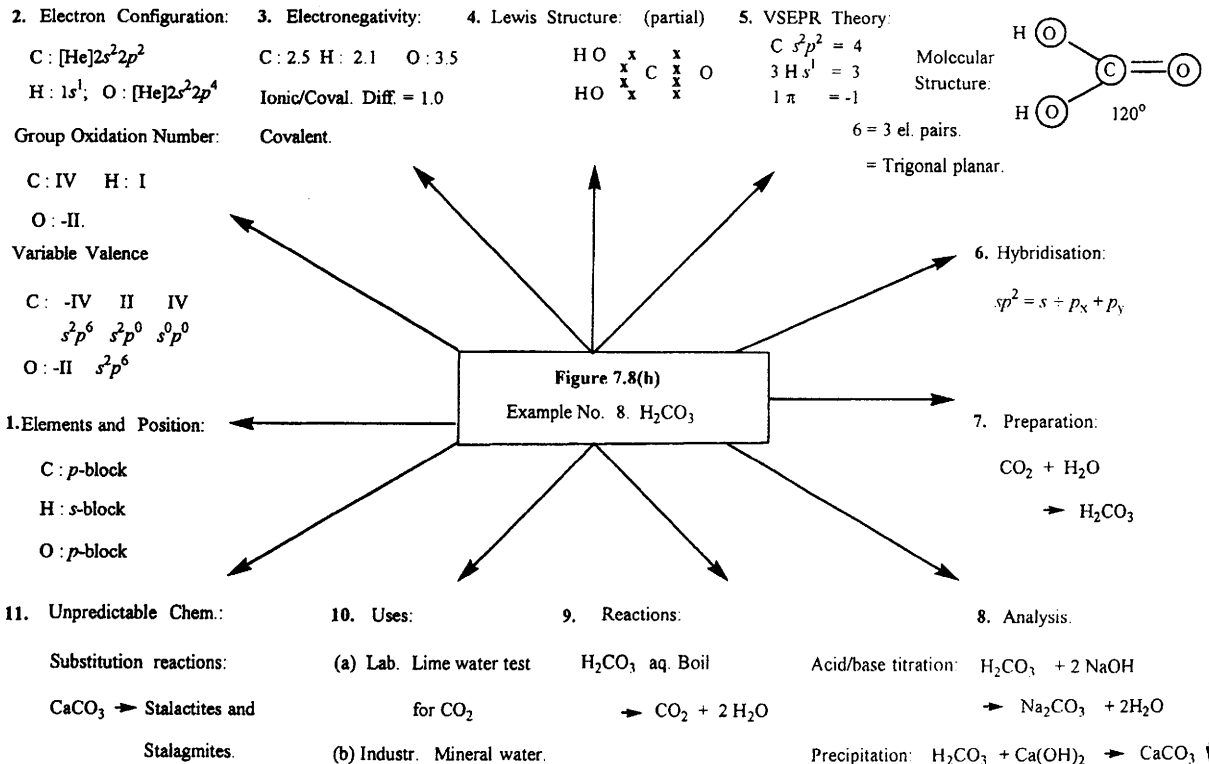 2. Electron Configuration:
C : [He]2s²2p²
H : 1s¹; O : [He]2s²2p⁴
Group Oxidation Number:
C : IV H : I
O : -II.
Variable Valence
C : -IV II IV
s²p⁶ s²p⁰ s⁰p⁰
O : -II s²p⁶
3. Electronegativity:
C : 2.5 H : 2.1 O : 3.5
Ionic/Coval. Diff. = 1.0
Covalent.
4. Lewis Structure: (partial)
H O x x
x C x O
x x
HO x x
5. VSEPR Theory:
C s²p² = 4
3 H s¹ = 3
1 π = -1
6 = 3 el. pairs.
= Trigonal planar.
Moleccular
Structure:
H O
C O
H O
120°
6. Hybridisation:
sp² = s + pₓ + pᵧ
Figure 7.8(h)
Example No. 8. H₂CO₃
1. Elements and Position:
C : p-block
H : s-block
O : p-block
7. Preparation:
CO₂ + H₂O
→ H₂CO₃
11. Unpredictable Chem.:
Substitution reactions:
CaCO₃ → Stalactites and
Stalagmites.
10. Uses:
(a) Lab. Lime water test
for CO₂
(b) Industr. Mineral water.
9. Reactions:
H₂CO₃ aq. Boil
→ CO₂ + 2 H₂O
8. Analysis.
Acid/base titration: H₂CO₃ + 2 NaOH
→ Na₂CO₃ + 2H₂O
Precipitation: H₂CO₃ + Ca(OH)₂ → CaCO₃